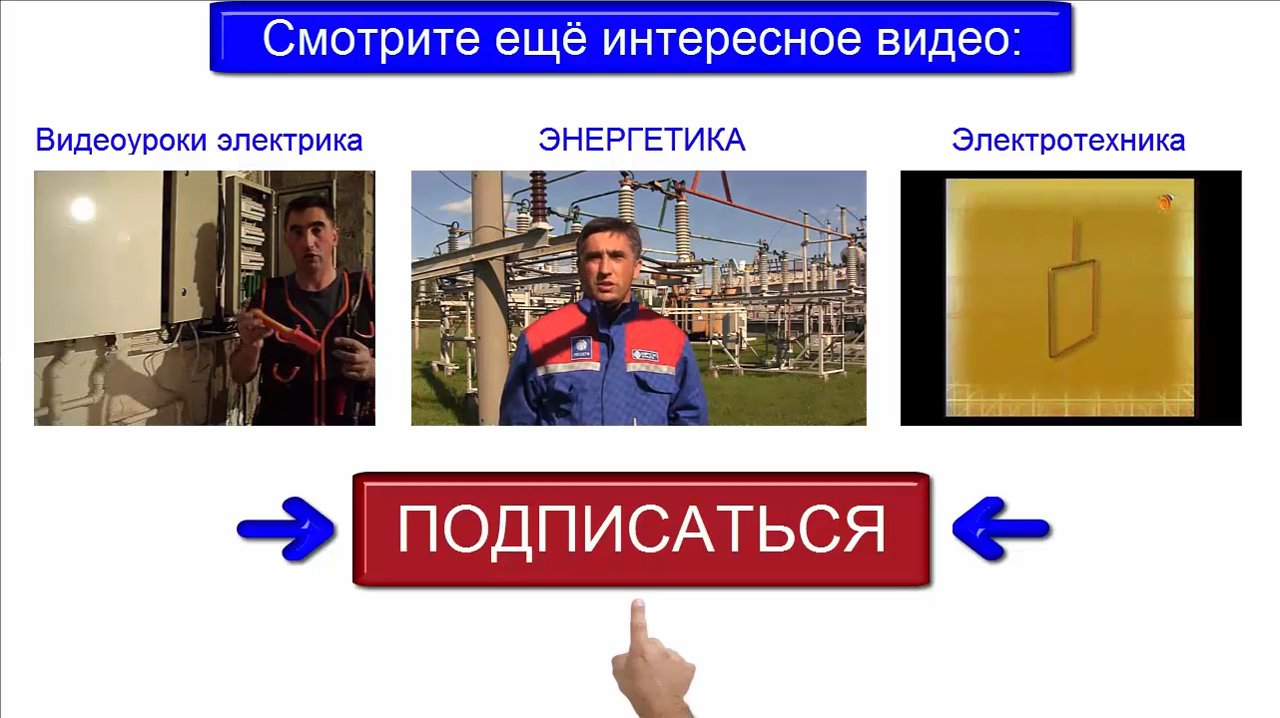 Смотрите ещё интересное видео:
Видеоуроки электрика
ЭНЕРГЕТИКА
Электротехника
ПОДПИСАТЬСЯ